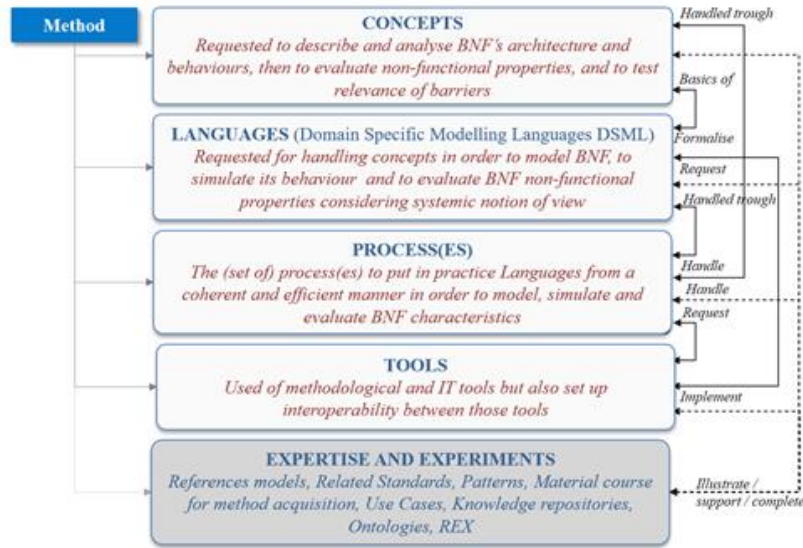 Method
CONCEPTS
Requested to describe and analyse BNF's architecture and
behaviours, then to evaluate non-functional properties, and to test
relevance of barriers
Handled trough
Basics of
LANGUAGES (Domain Specific Modelling Languages DSML)
Requested for handling concepts in order to model BNF, to
simulate its behaviour and to evaluate BNF non-functional
properties considering systemic notion of view
Formalise
Request
Handled trough
PROCESS(ES)
The (set of) process(es) to put in practice Languages from a
coherent and efficient manner in order to model, simulate and
evaluate BNF characteristics
Handle
Handle
Request
TOOLS
Used of methodological and IT tools but also set up
interoperability between those tools
Implement
EXPERTISE AND EXPERIMENTS
References models, Related Standards, Patterns, Material course
for method acquisition, Use Cases, Knowledge repositories,
Ontologies, REX
Illustrate /
support / complete